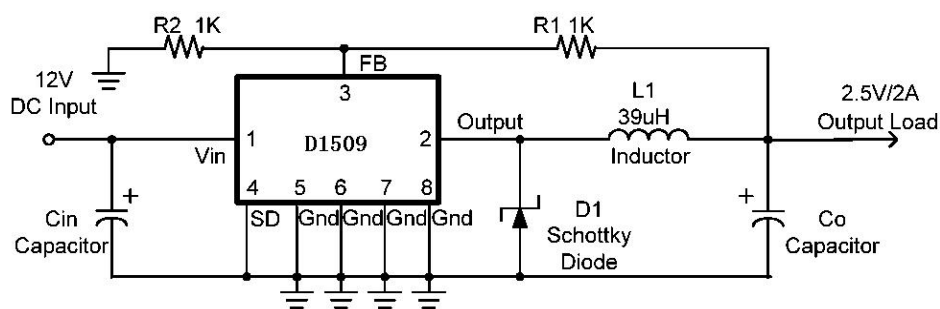 R2 1K
R1 1K
FB
3
12V
DC Input
L1
39uH
Inductor
2.5V/2A
Output Load
Output
1
D1509
2
Vin
4 5 6 7 8
SD Gnd Gnd Gnd Gnd
+
Cin
Capacitor
D1
Schottky
Diode
+
Co
Capacitor